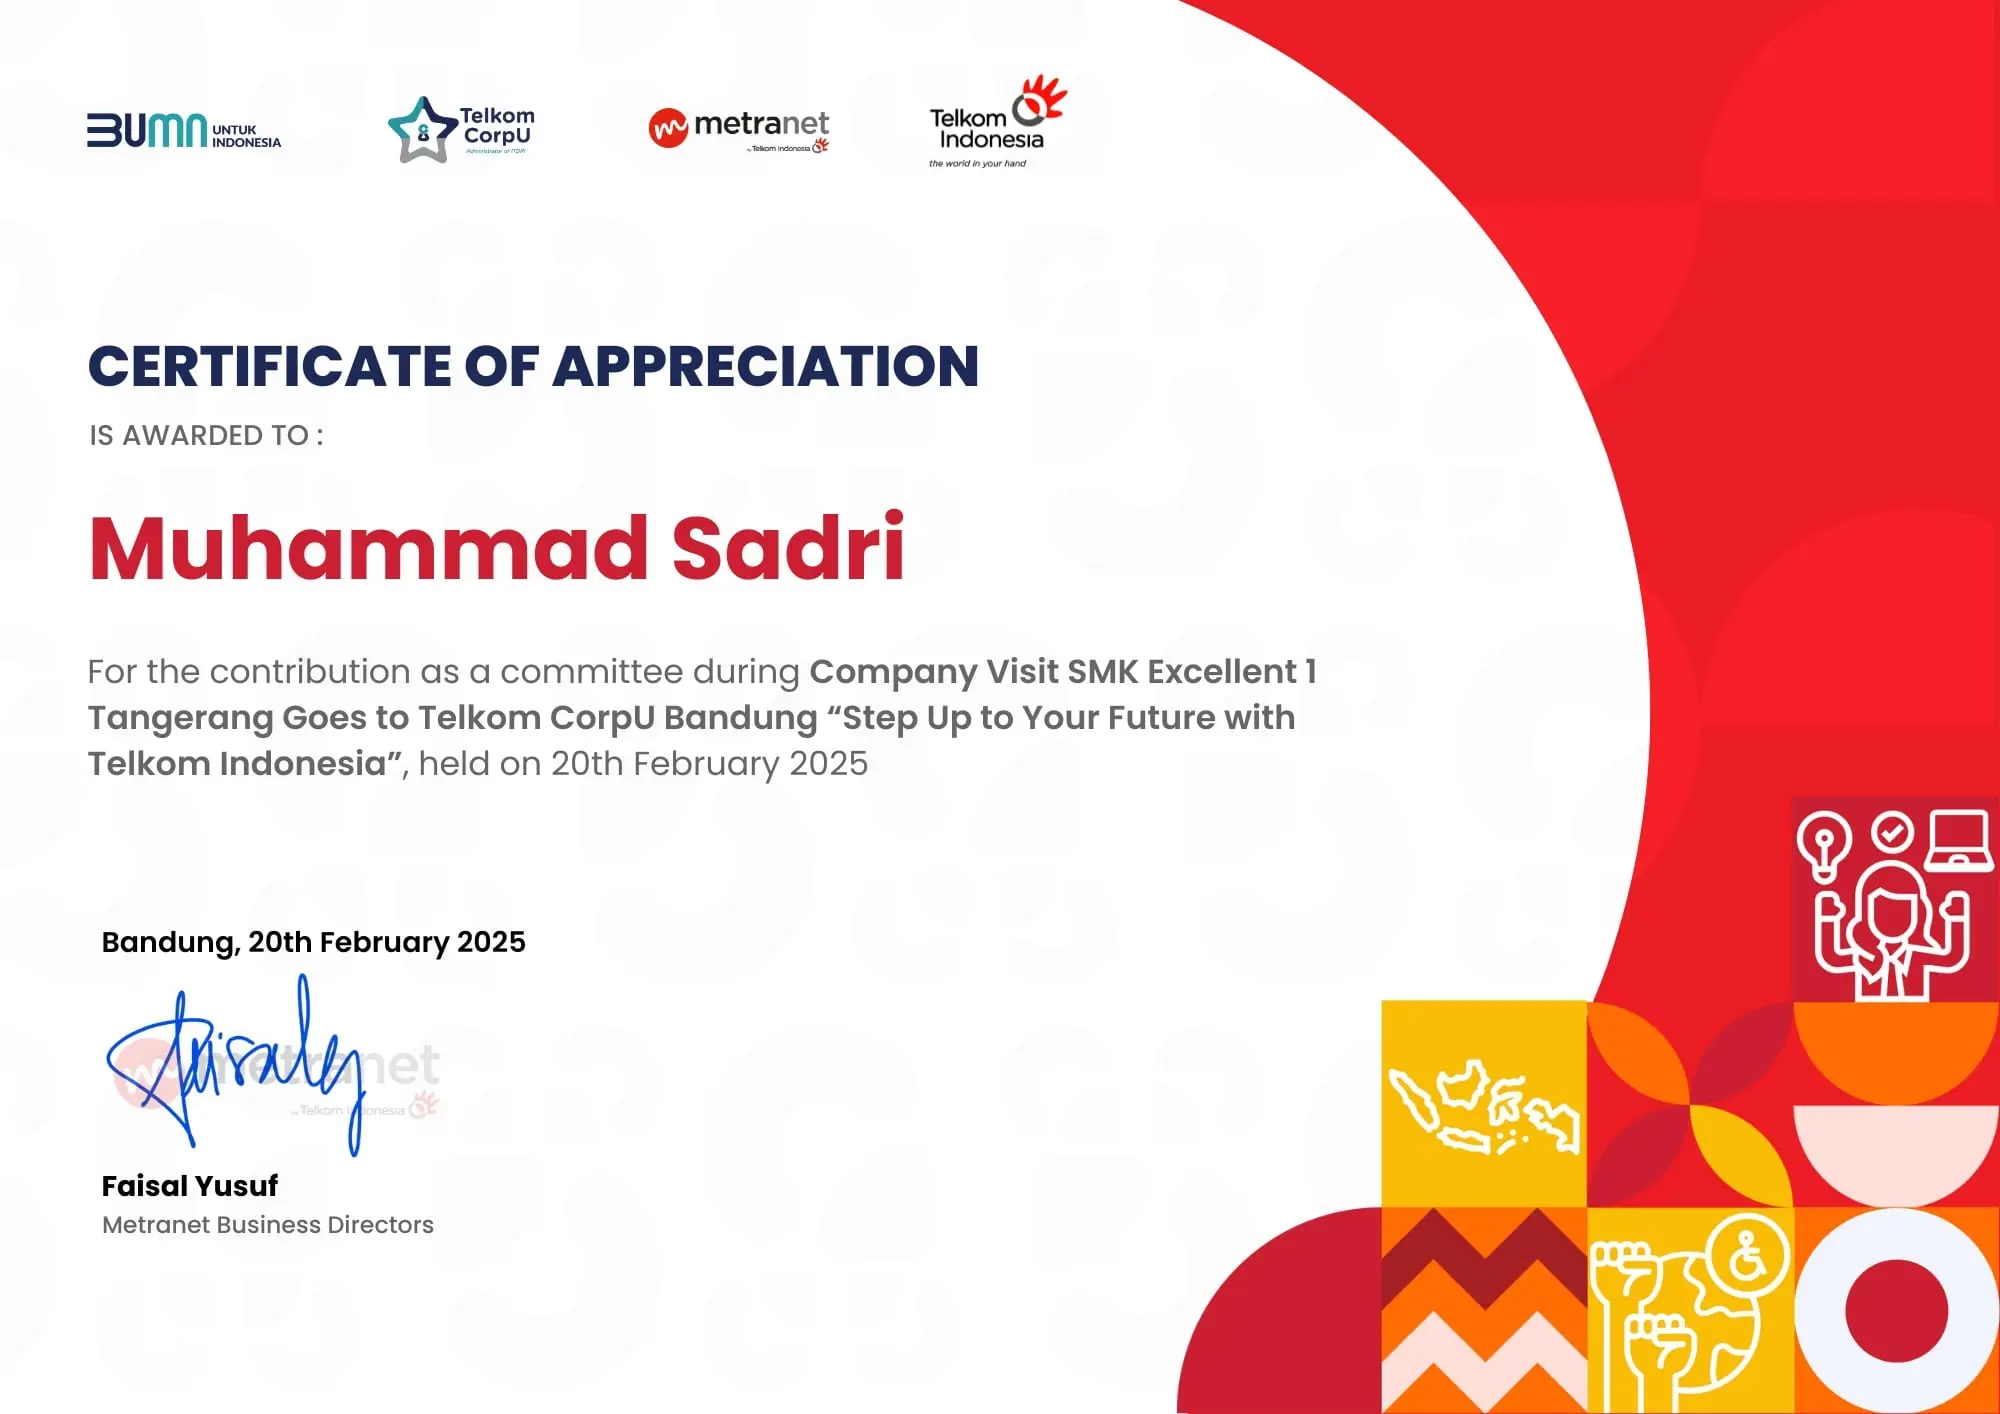 BUMN UNTUK
INDONESIA
Telkom
CorpU
Administrator of ITDRI
metranet
by Telkom Indonesia
Telkom
Indonesia
the world in your hand
CERTIFICATE OF APPRECIATION
IS AWARDED TO :
Muhammad Sadri
For the contribution as a committee during Company Visit SMK Excellent 1
Tangerang Goes to Telkom CorpU Bandung “Step Up to Your Future with
Telkom Indonesia”, held on 20th February 2025
Bandung, 20th February 2025
metranet
by Telkom Indonesia
Faisal Yusuf
Metranet Business Directors